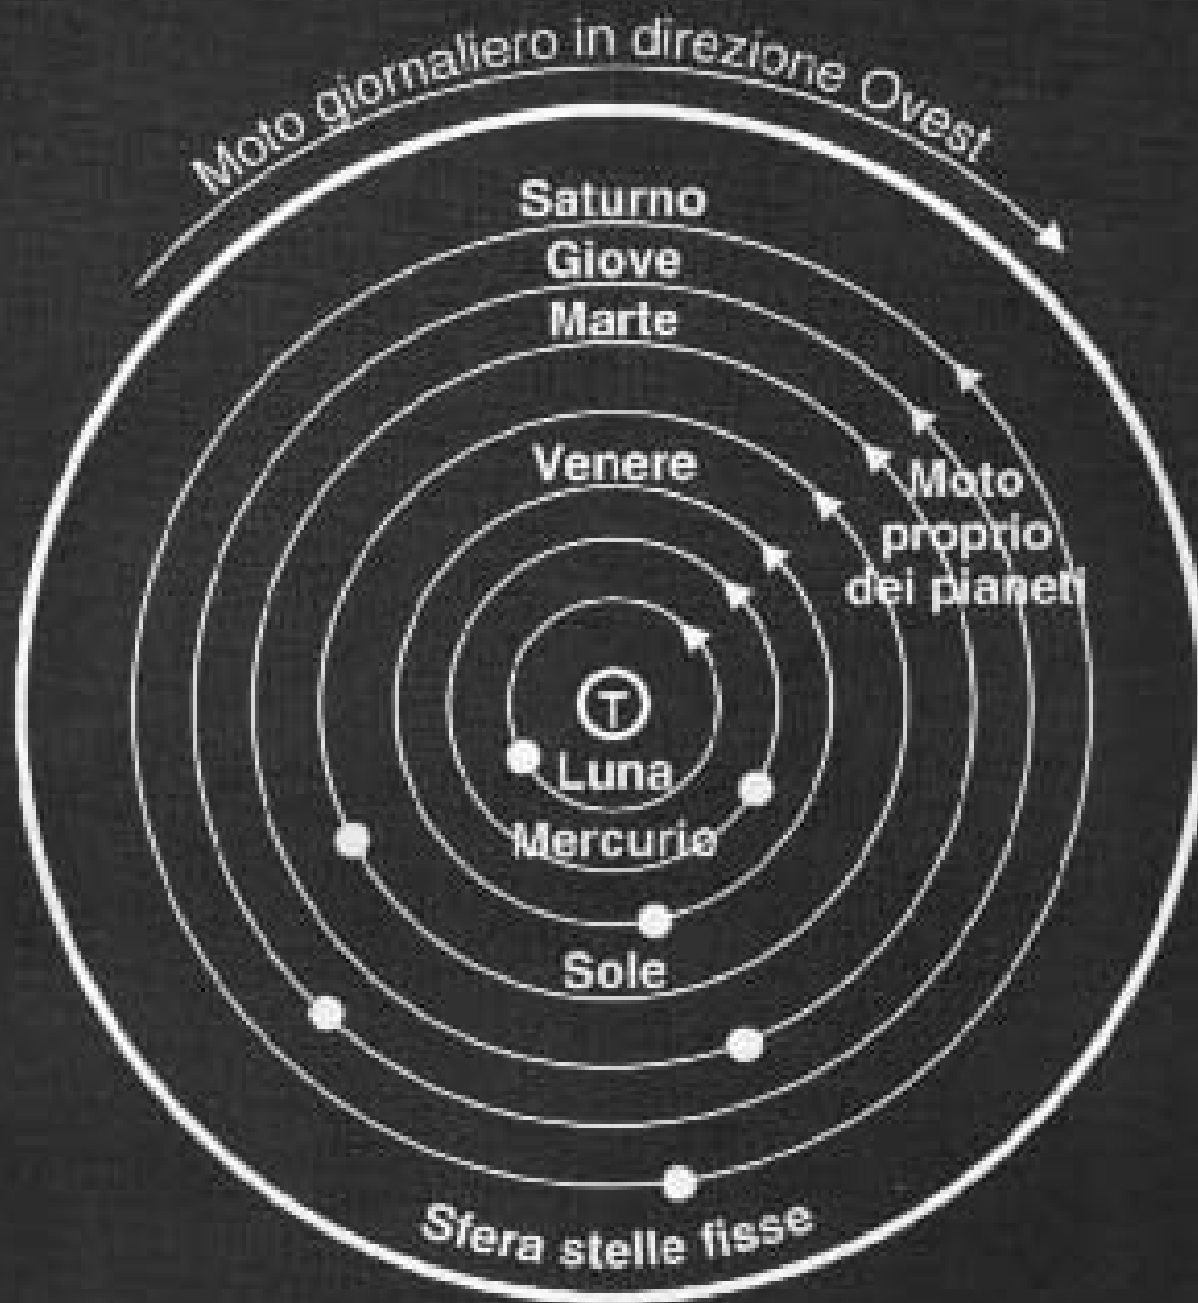 Moto giornaliero in direzione Ovest
Saturno
Giove
Marte
Venere
Moto
proprio
dei pianeti
T
Luna
Mercurio
Sole
Sfera stelle fisse